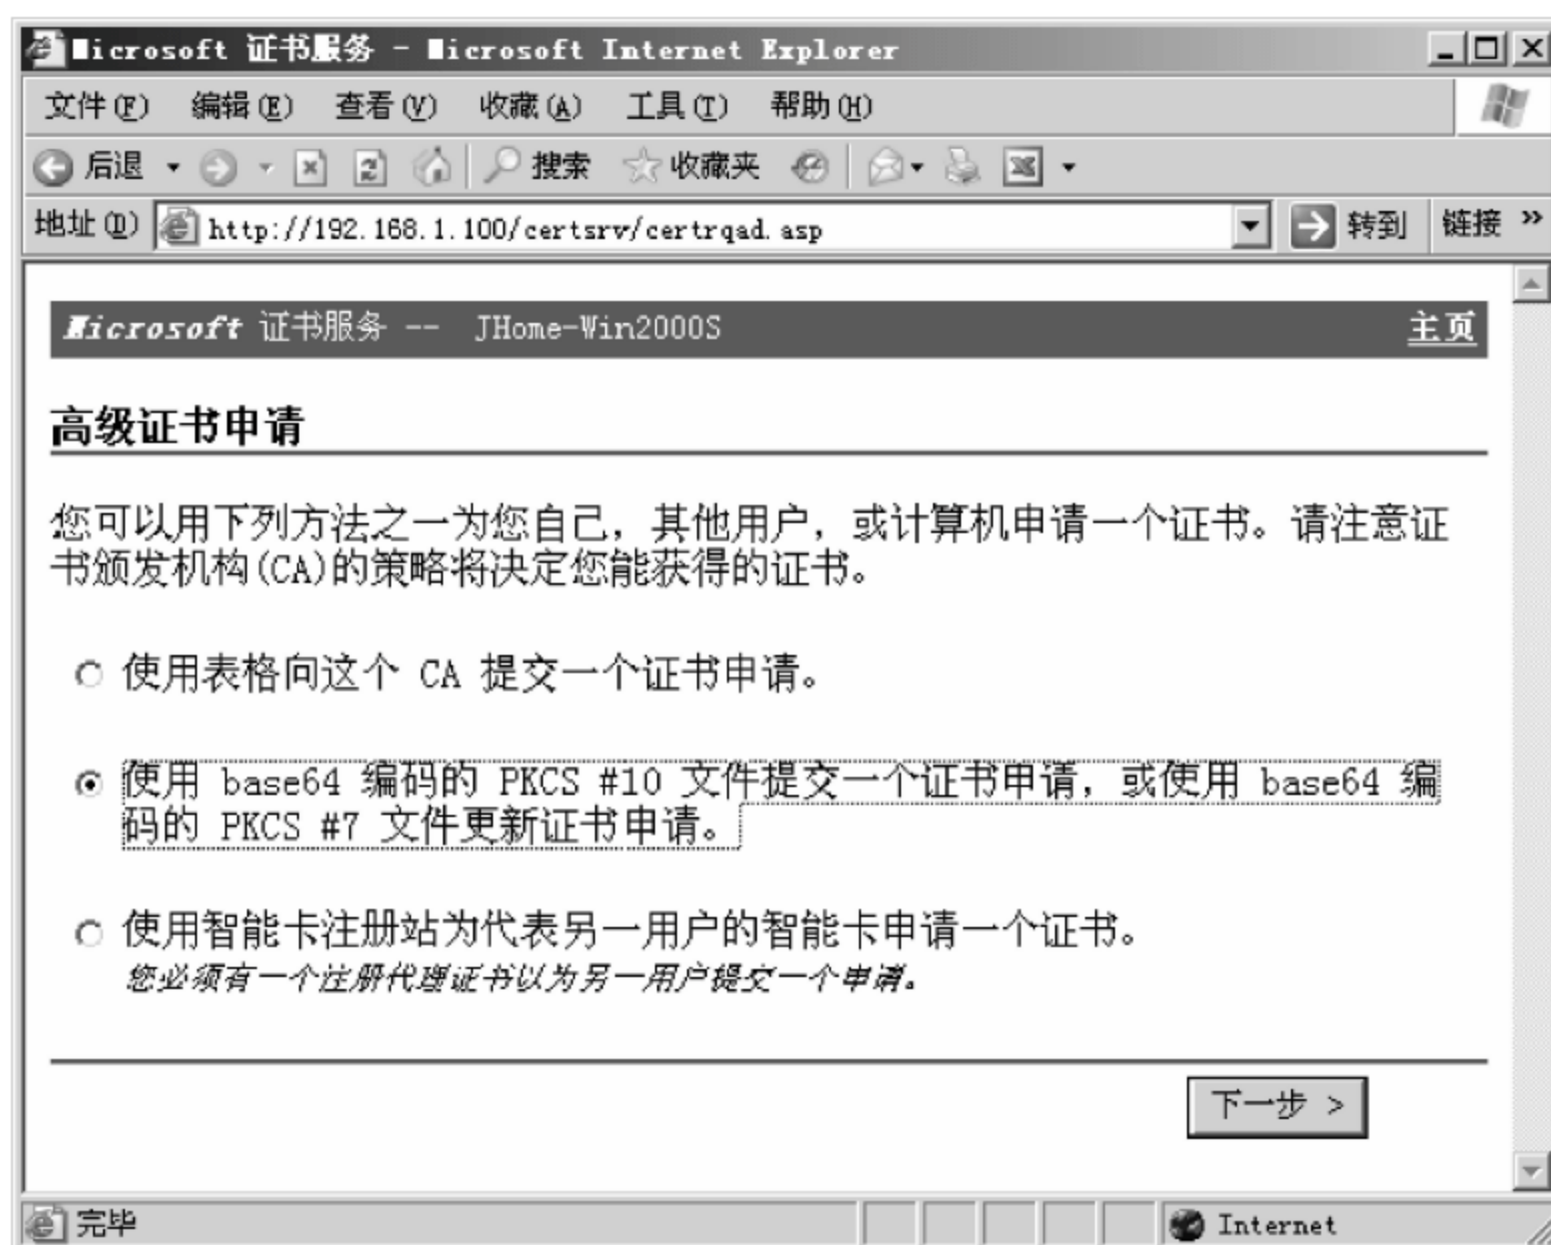 Microsoft 证书服务 - Microsoft Internet Explorer
文件(F) 编辑(E) 查看(V) 收藏(A) 工具(T) 帮助(H)
后退 搜索 收藏夹
地址(D) http://192.168.1.100/certsrv/certrqad.asp 转到 链接 »
Microsoft 证书服务 -- JHome-Win2000S 主页
高级证书申请
您可以用下列方法之一为您自己，其他用户，或计算机申请一个证书。请注意证
书颁发机构(CA)的策略将决定您能获得的证书。
使用表格向这个 CA 提交一个证书申请。
使用 base64 编码的 PKCS #10 文件提交一个证书申请，或使用 base64 编
码的 PKCS #7 文件更新证书申请。
使用智能卡注册站为代表另一用户的智能卡申请一个证书。
您必须有一个注册代理证书以为另一用户提交一个申请。
下一步 >
完毕 Internet